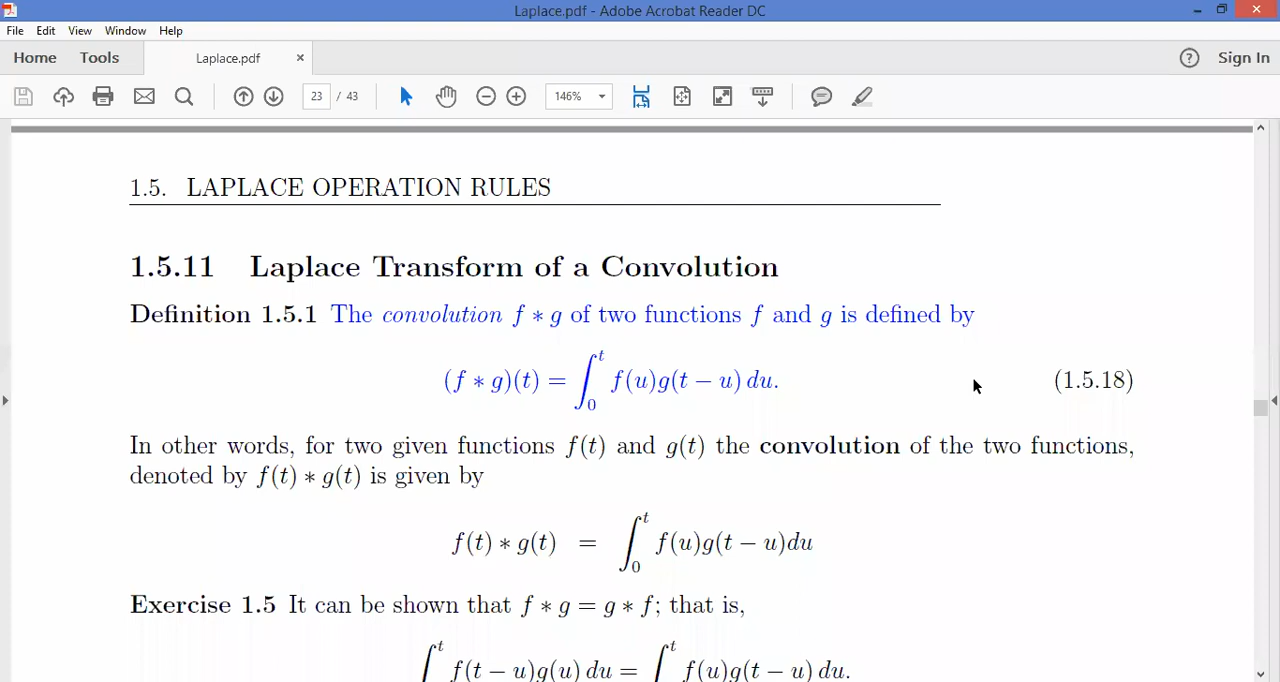 Laplace.pdf - Adobe Acrobat Reader DC
File Edit View Window Help
Home Tools Laplace.pdf × ? Sign In
23 / 43 146%
1.5. LAPLACE OPERATION RULES
1.5.11 Laplace Transform of a Convolution
Definition 1.5.1 The convolution f ∗ g of two functions f and g is defined by
(f ∗ g)(t) = ∫₀ᵗ f(u)g(t − u) du. (1.5.18)
In other words, for two given functions f(t) and g(t) the convolution of the two functions,
denoted by f(t) ∗ g(t) is given by
f(t) ∗ g(t) = ∫₀ᵗ f(u)g(t − u)du
Exercise 1.5 It can be shown that f ∗ g = g ∗ f; that is,
∫ᵗ f(t − u)g(u) du = ∫ᵗ f(u)g(t − u) du.